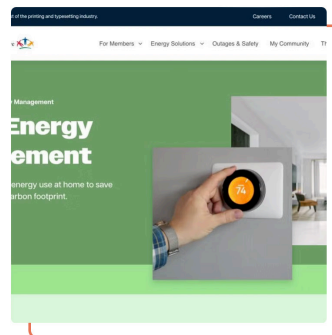 of the printing and typesetting industry.
Careers Contact Us
For Members Energy Solutions Outages & Safety My Community
Management
Energy
ement
energy use at home to save
arbon footprint.
74